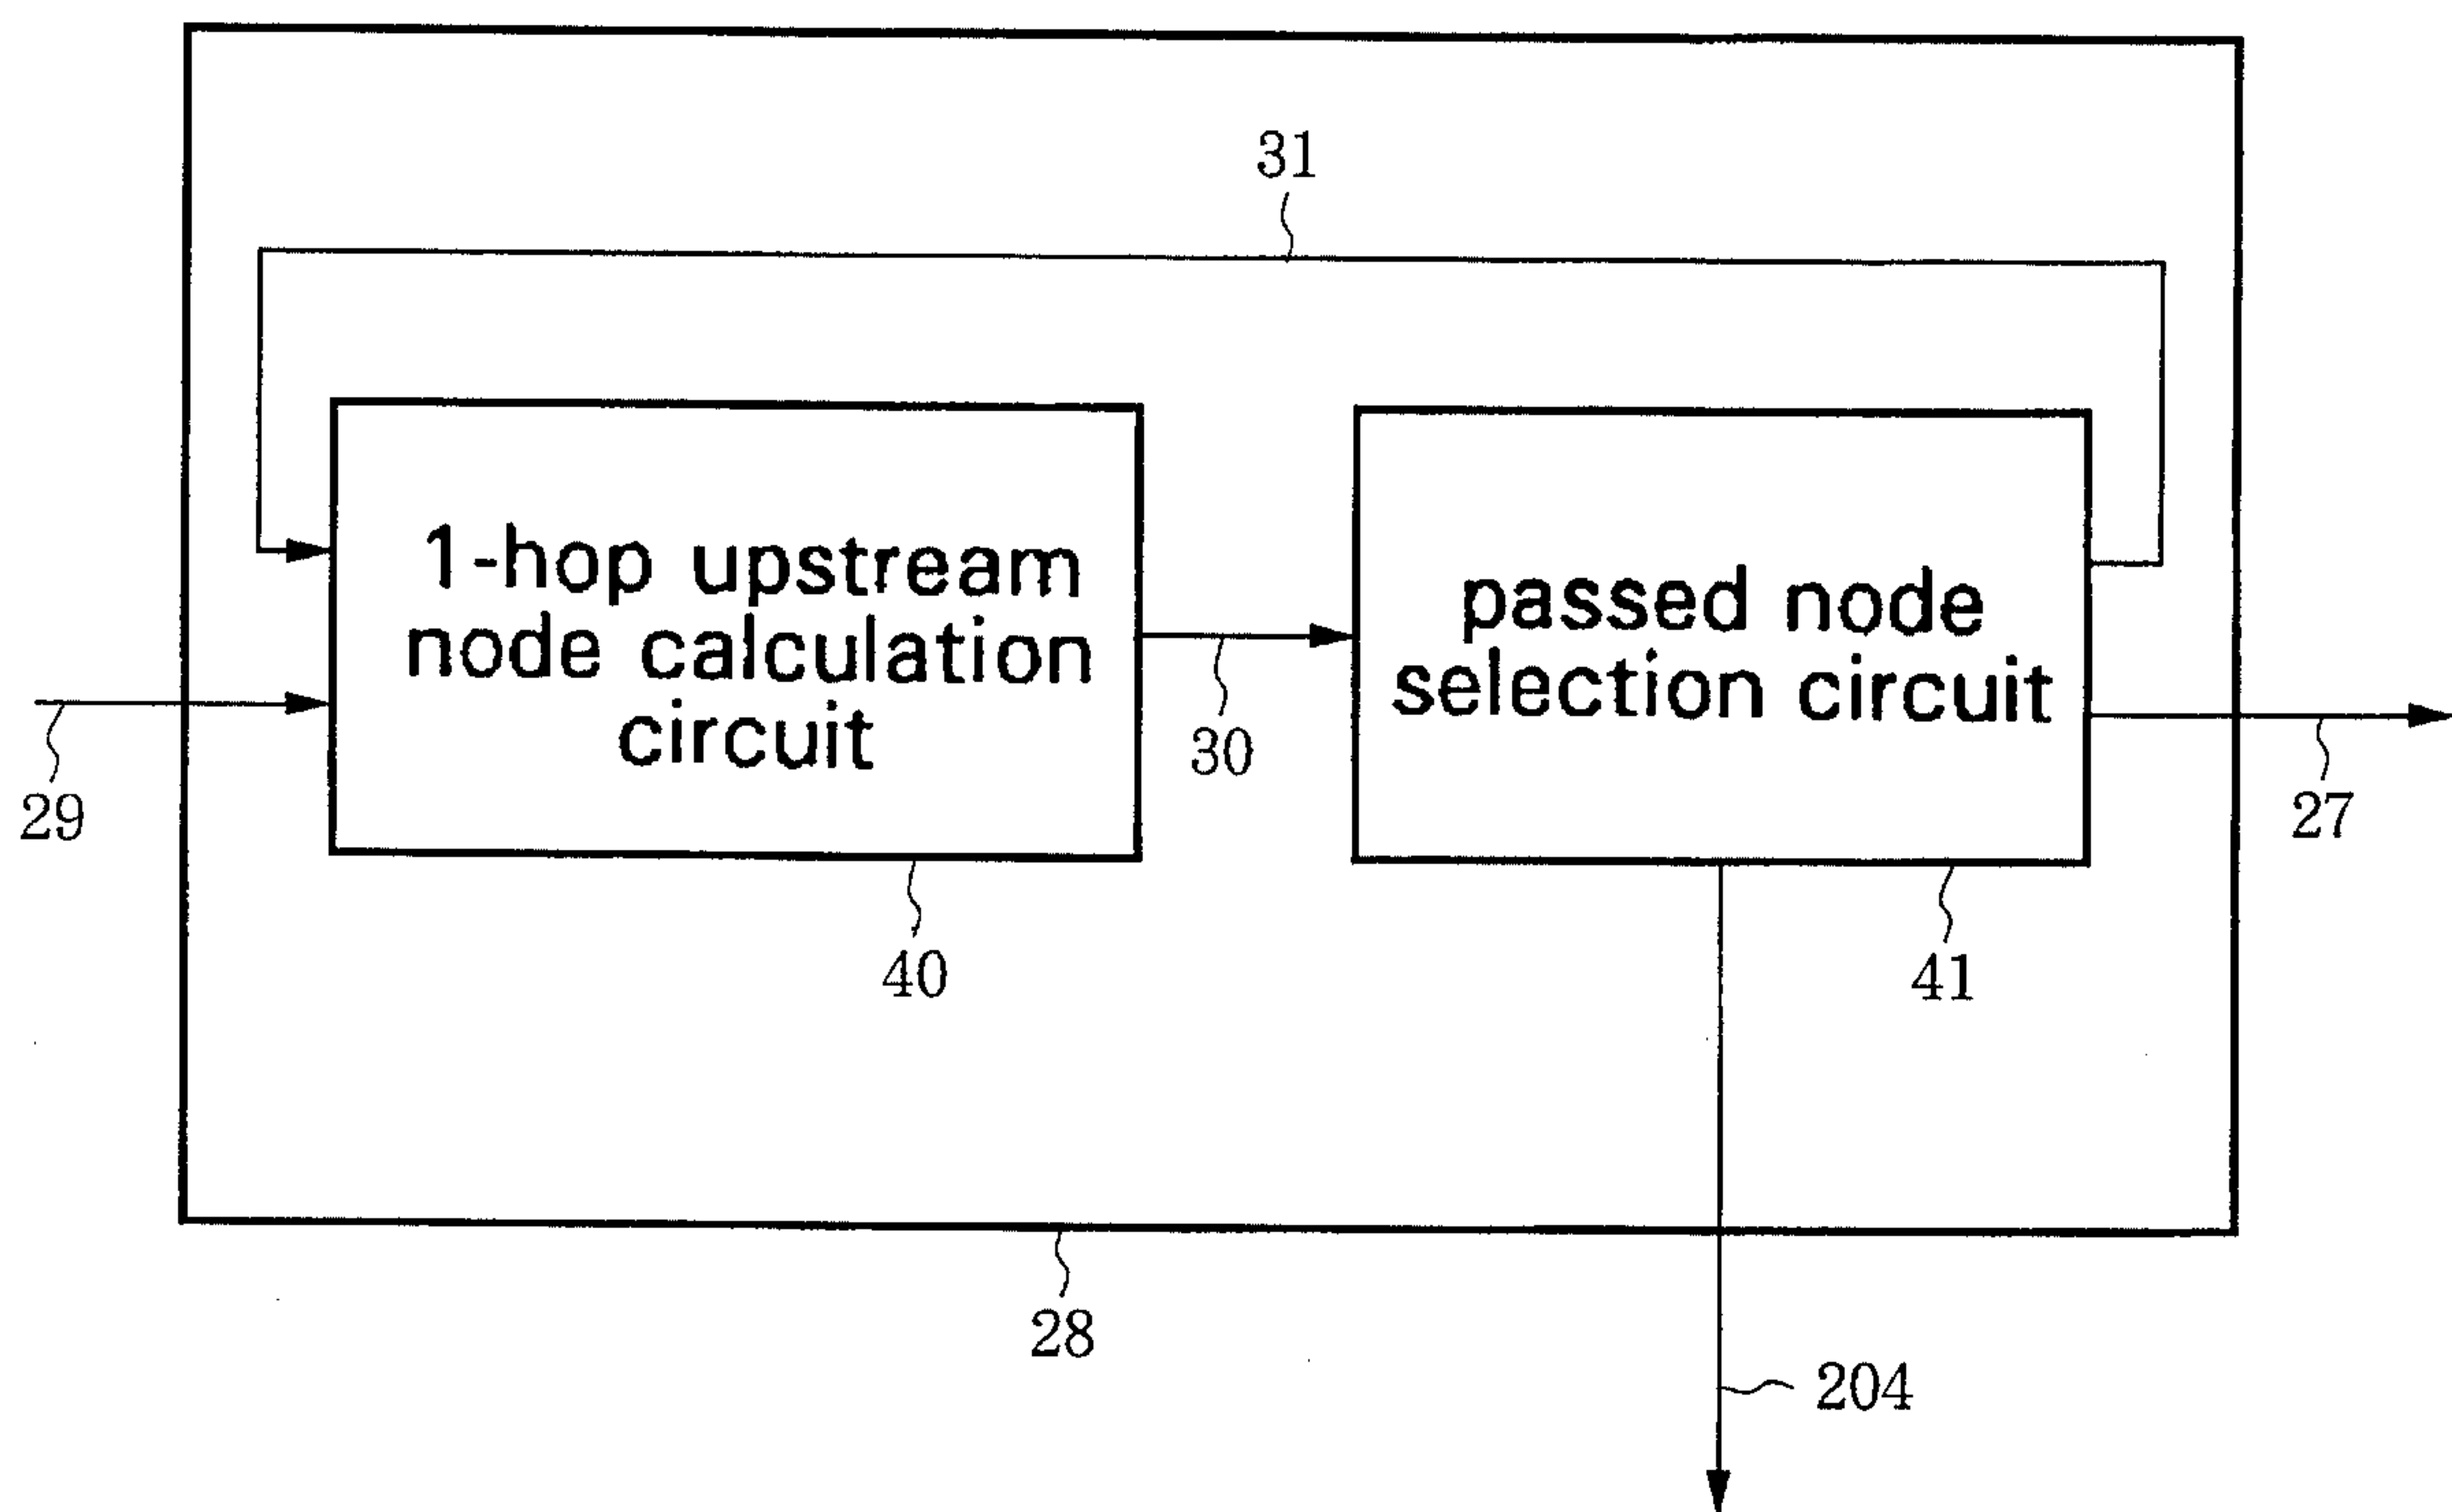 31
1-hop upstream
node calculation
circuit
passed node
selection circuit
29
30
27
40
41
28
204